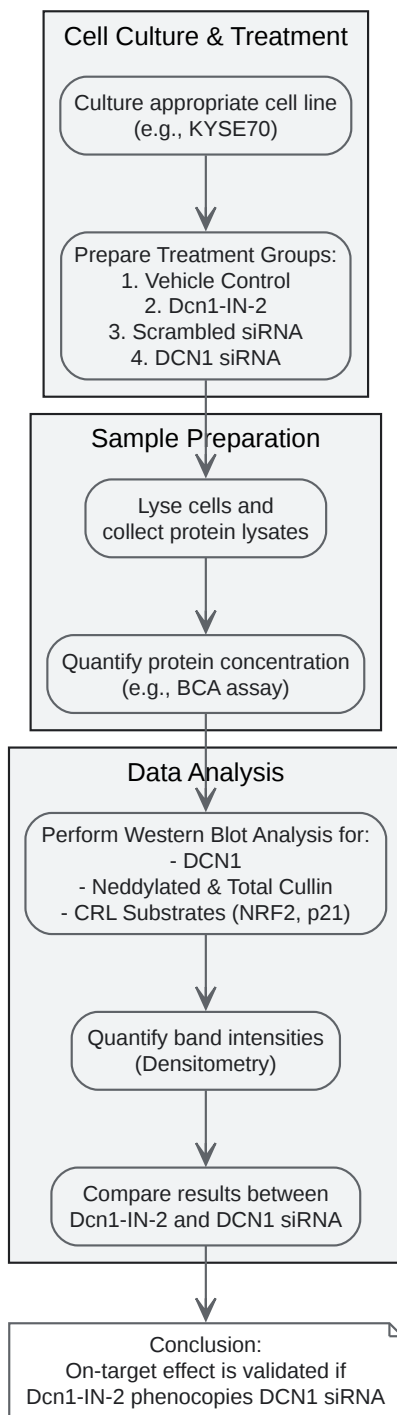 Cell Culture & Treatment
Culture appropriate cell line
(e.g., KYSE70)
Prepare Treatment Groups:
1. Vehicle Control
2. Dcn1-IN-2
3. Scrambled siRNA
4. DCN1 siRNA
Sample Preparation
Lyse cells and
collect protein lysates
Quantify protein concentration
(e.g., BCA assay)
Data Analysis
Perform Western Blot Analysis for:
- DCN1
- Neddylated & Total Cullin
- CRL Substrates (NRF2, p21)
Quantify band intensities
(Densitometry)
Compare results between
Dcn1-IN-2 and DCN1 siRNA
Conclusion:
On-target effect is validated if
Dcn1-IN-2 phenocopies DCN1 siRNA